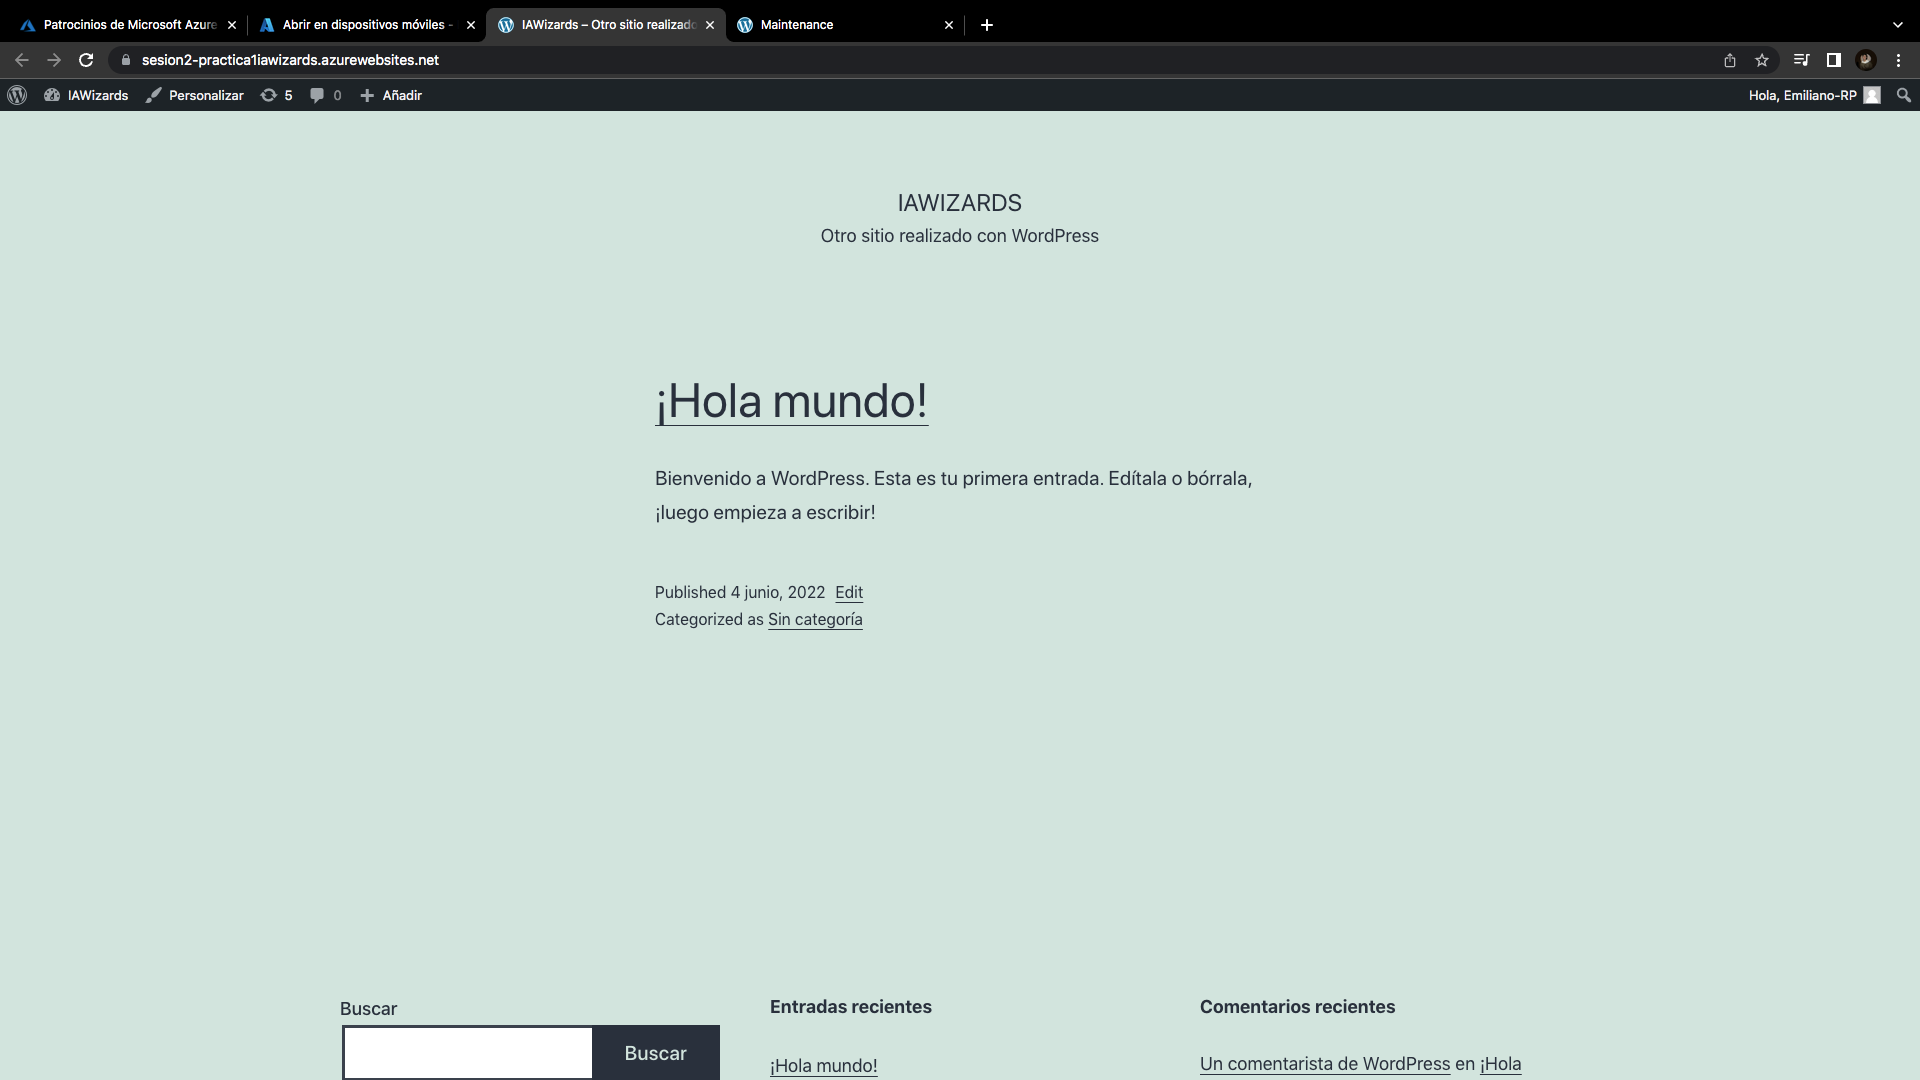 Patrocinios de Microsoft Azure
Abrir en dispositivos móviles -
IAWizards – Otro sitio realizado
Maintenance
sesion2-practica1iawizards.azurewebsites.net
IAWizards
Personalizar
5
0
Añadir
Hola, Emiliano-RP
IAWIZARDS
Otro sitio realizado con WordPress
¡Hola mundo!
Bienvenido a WordPress. Esta es tu primera entrada. Edítala o bórrala,
¡luego empieza a escribir!
Published 4 junio, 2022 Edit
Categorized as Sin categoría
Buscar
Buscar
Entradas recientes
¡Hola mundo!
Comentarios recientes
Un comentarista de WordPress en ¡Hola